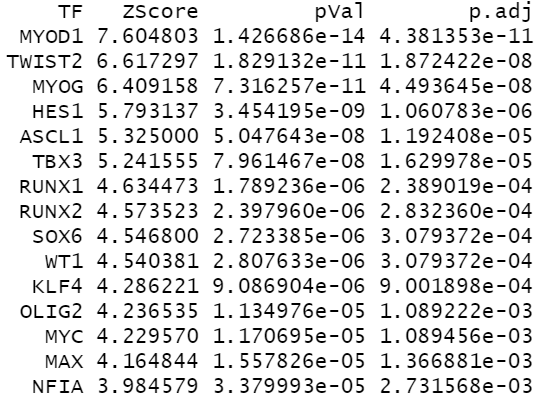 TF ZScore pVal p.adj
MYOD1 7.604803 1.426686e-14 4.381353e-11
TWIST2 6.617297 1.829132e-11 1.872422e-08
MYOG 6.409158 7.316257e-11 4.493645e-08
HES1 5.793137 3.454195e-09 1.060783e-06
ASCL1 5.325000 5.047643e-08 1.192408e-05
TBX3 5.241555 7.961467e-08 1.629978e-05
RUNX1 4.634473 1.789236e-06 2.389019e-04
RUNX2 4.573523 2.397960e-06 2.832360e-04
SOX6 4.546800 2.723385e-06 3.079372e-04
WT1 4.540381 2.807633e-06 3.079372e-04
KLF4 4.286221 9.086904e-06 9.001898e-04
OLIG2 4.236535 1.134976e-05 1.089222e-03
MYC 4.229570 1.170695e-05 1.089456e-03
MAX 4.164844 1.557826e-05 1.366881e-03
NFIA 3.984579 3.379993e-05 2.731568e-03